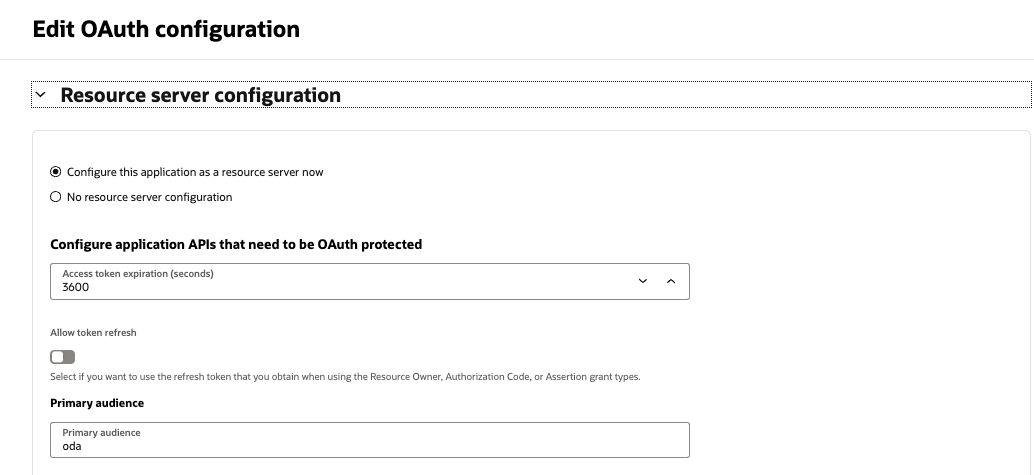 Edit OAuth configuration
Resource server configuration
Configure this application as a resource server now
No resource server configuration
Configure application APIs that need to be OAuth protected
Access token expiration (seconds)
3600
Allow token refresh
Select if you want to use the refresh token that you obtain when using the Resource Owner, Authorization Code, or Assertion grant types.
Primary audience
Primary audience
oda